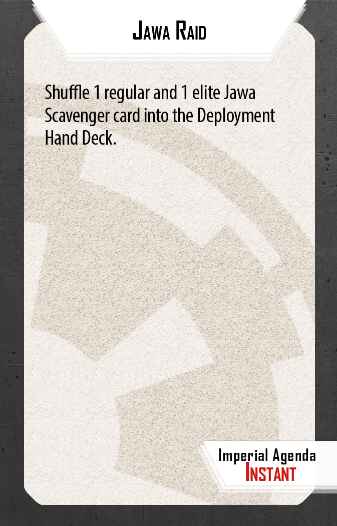 Jawa Raid
Shuffle 1 regular and 1 elite Jawa
Scavenger card into the Deployment
Hand Deck.
Imperial Agenda
Instant